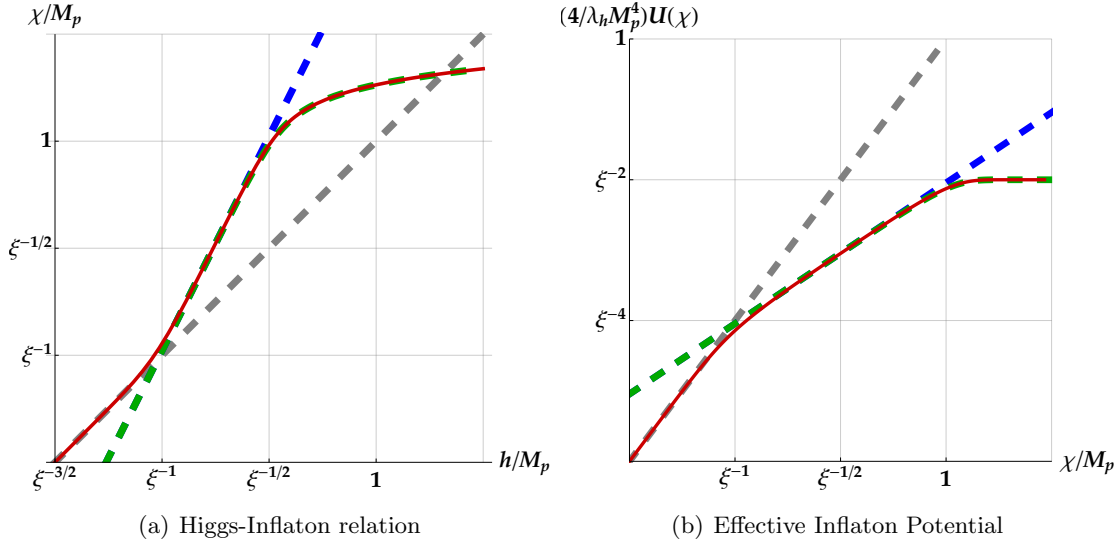 χ/M_p
1
ξ^{-1/2}
ξ^{-1}
ξ^{-3/2} ξ^{-1} ξ^{-1/2} 1 h/M_p
(a) Higgs-Inflaton relation
(4/λ_h M_p^4)U(χ)
1
ξ^{-2}
ξ^{-4}
ξ^{-1} ξ^{-1/2} 1 χ/M_p
(b) Effective Inflaton Potential